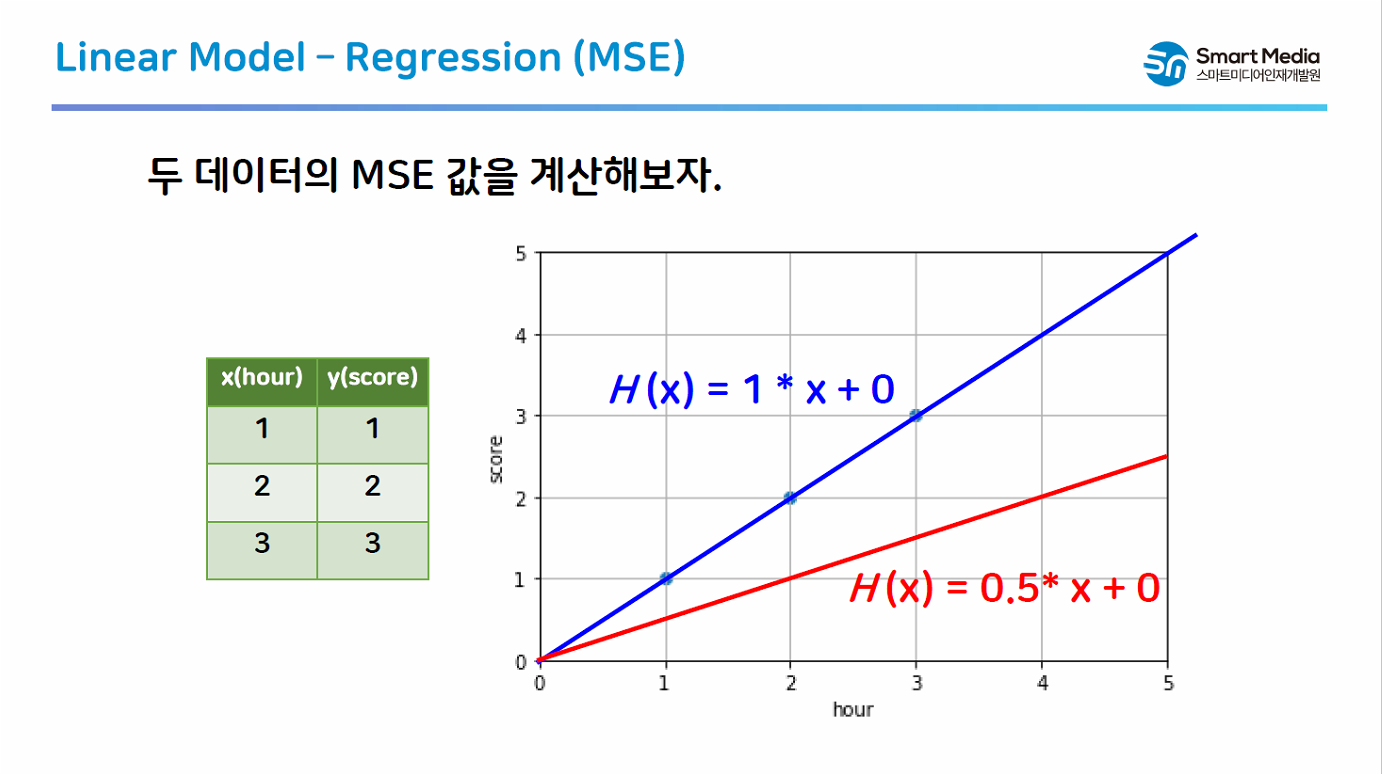 Linear Model – Regression (MSE)
Smart Media
스마트미디어인재개발원
두 데이터의 MSE 값을 계산해보자.
x(hour) y(score)
1 1
2 2
3 3
5
4
3
2
1
0
score
H(x) = 1 * x + 0
H(x) = 0.5* x + 0
0 1 2 3 4 5
hour